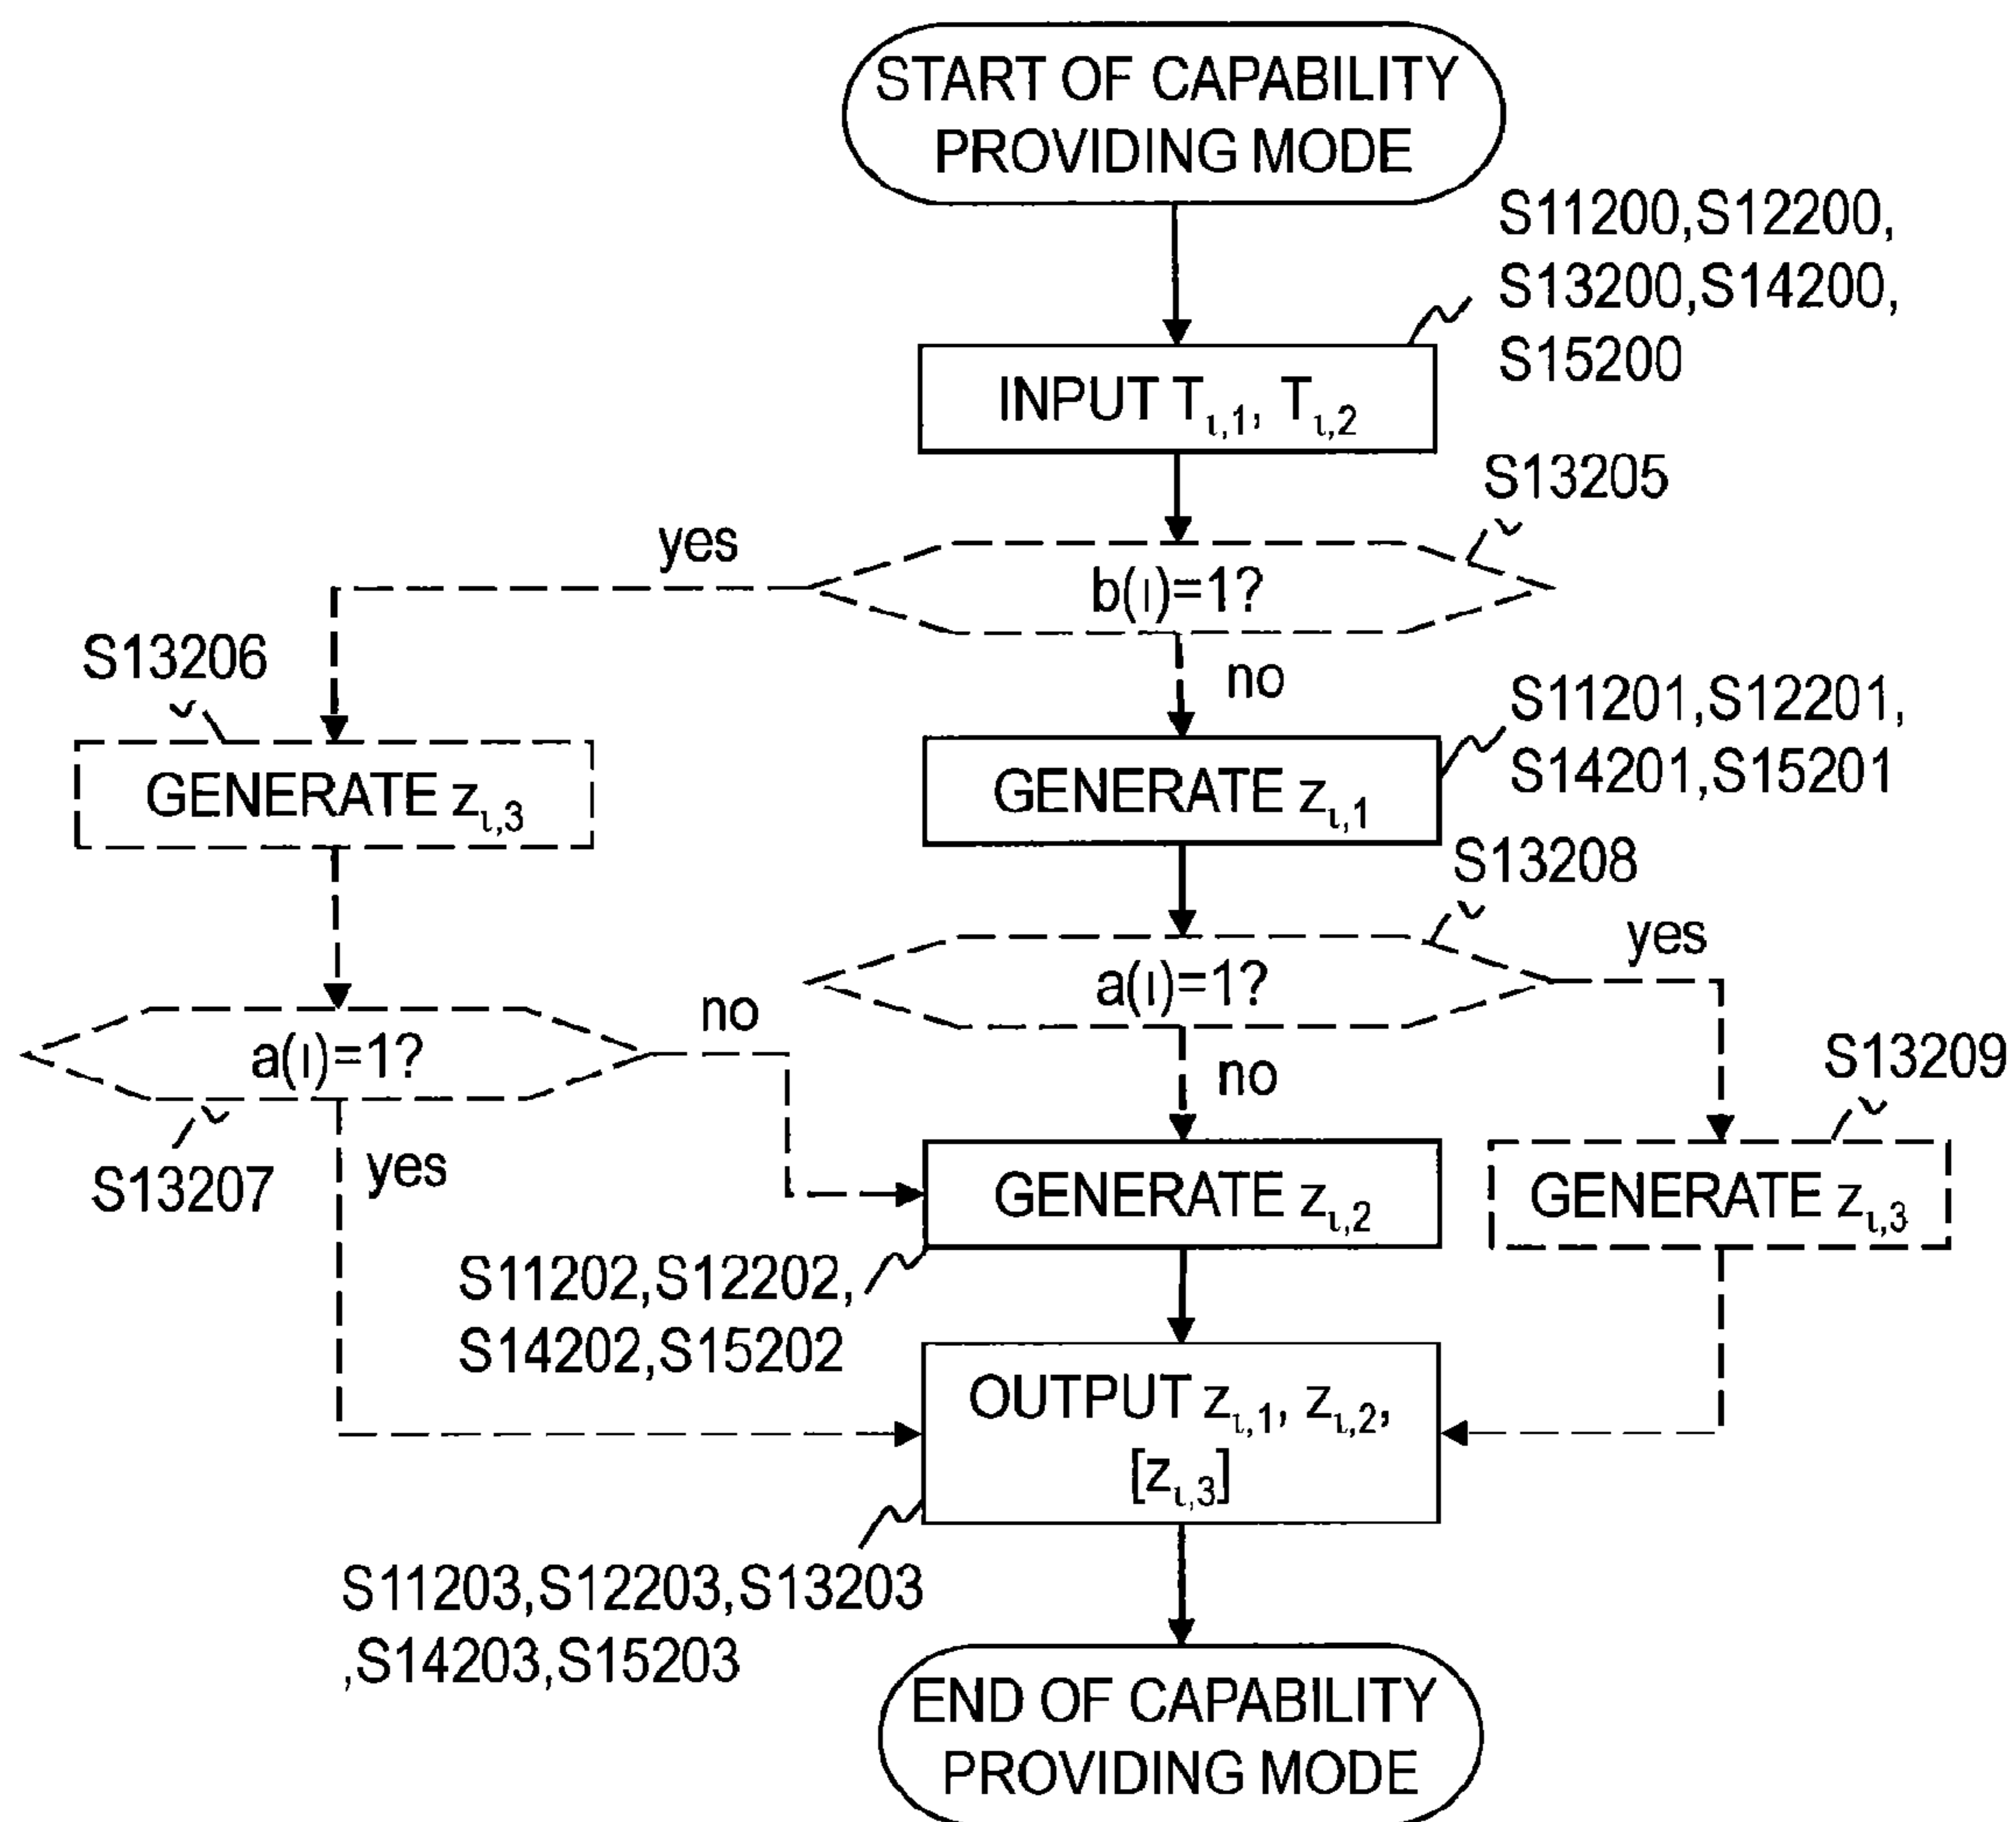 START OF CAPABILITY
PROVIDING MODE
S11200,S12200,
S13200,S14200,
S15200
INPUT Tι,1, Tι,2
S13205
yes
b(ι)=1?
no
S13206
S11201,S12201,
S14201,S15201
GENERATE zι,3
GENERATE zι,1
S13208
yes
a(ι)=1?
no
a(ι)=1?
no
S13209
S13207
yes
GENERATE zι,2
GENERATE zι,3
S11202,S12202,
S14202,S15202
OUTPUT zι,1, zι,2,
[zι,3]
S11203,S12203,S13203
,S14203,S15203
END OF CAPABILITY
PROVIDING MODE